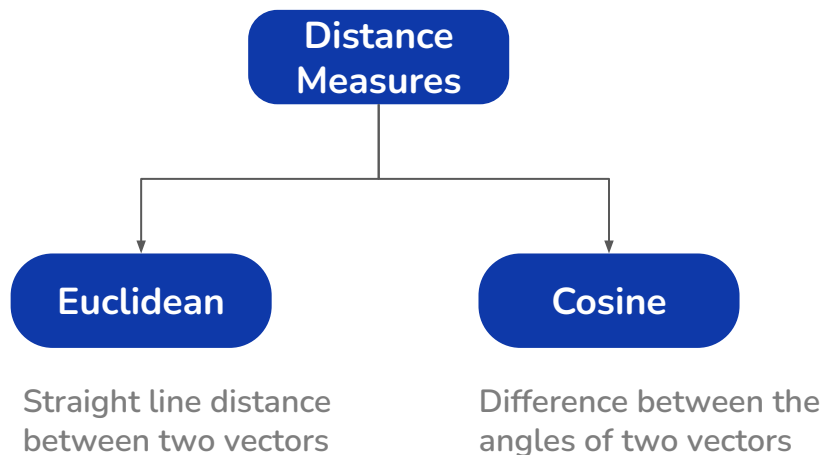 Distance
Measures
Euclidean
Cosine
Straight line distance
between two vectors
Difference between the
angles of two vectors